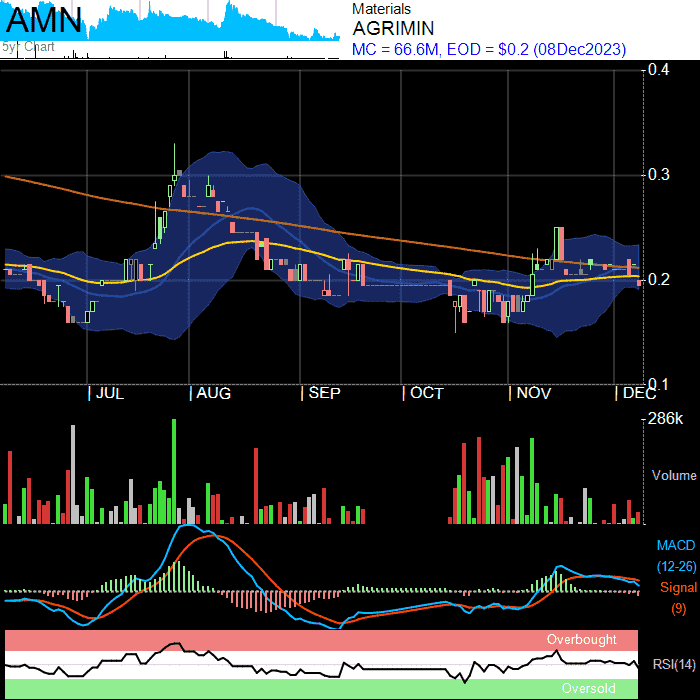 AMN
5yr Chart
Materials
AGRIMIN
MC = 66.6M, EOD = $0.2 (08Dec2023)
0.4
0.3
0.2
0.1
JUL AUG SEP OCT NOV DEC
286k
Volume
MACD
(12-26)
Signal
(9)
Overbought
RSI(14)
Oversold